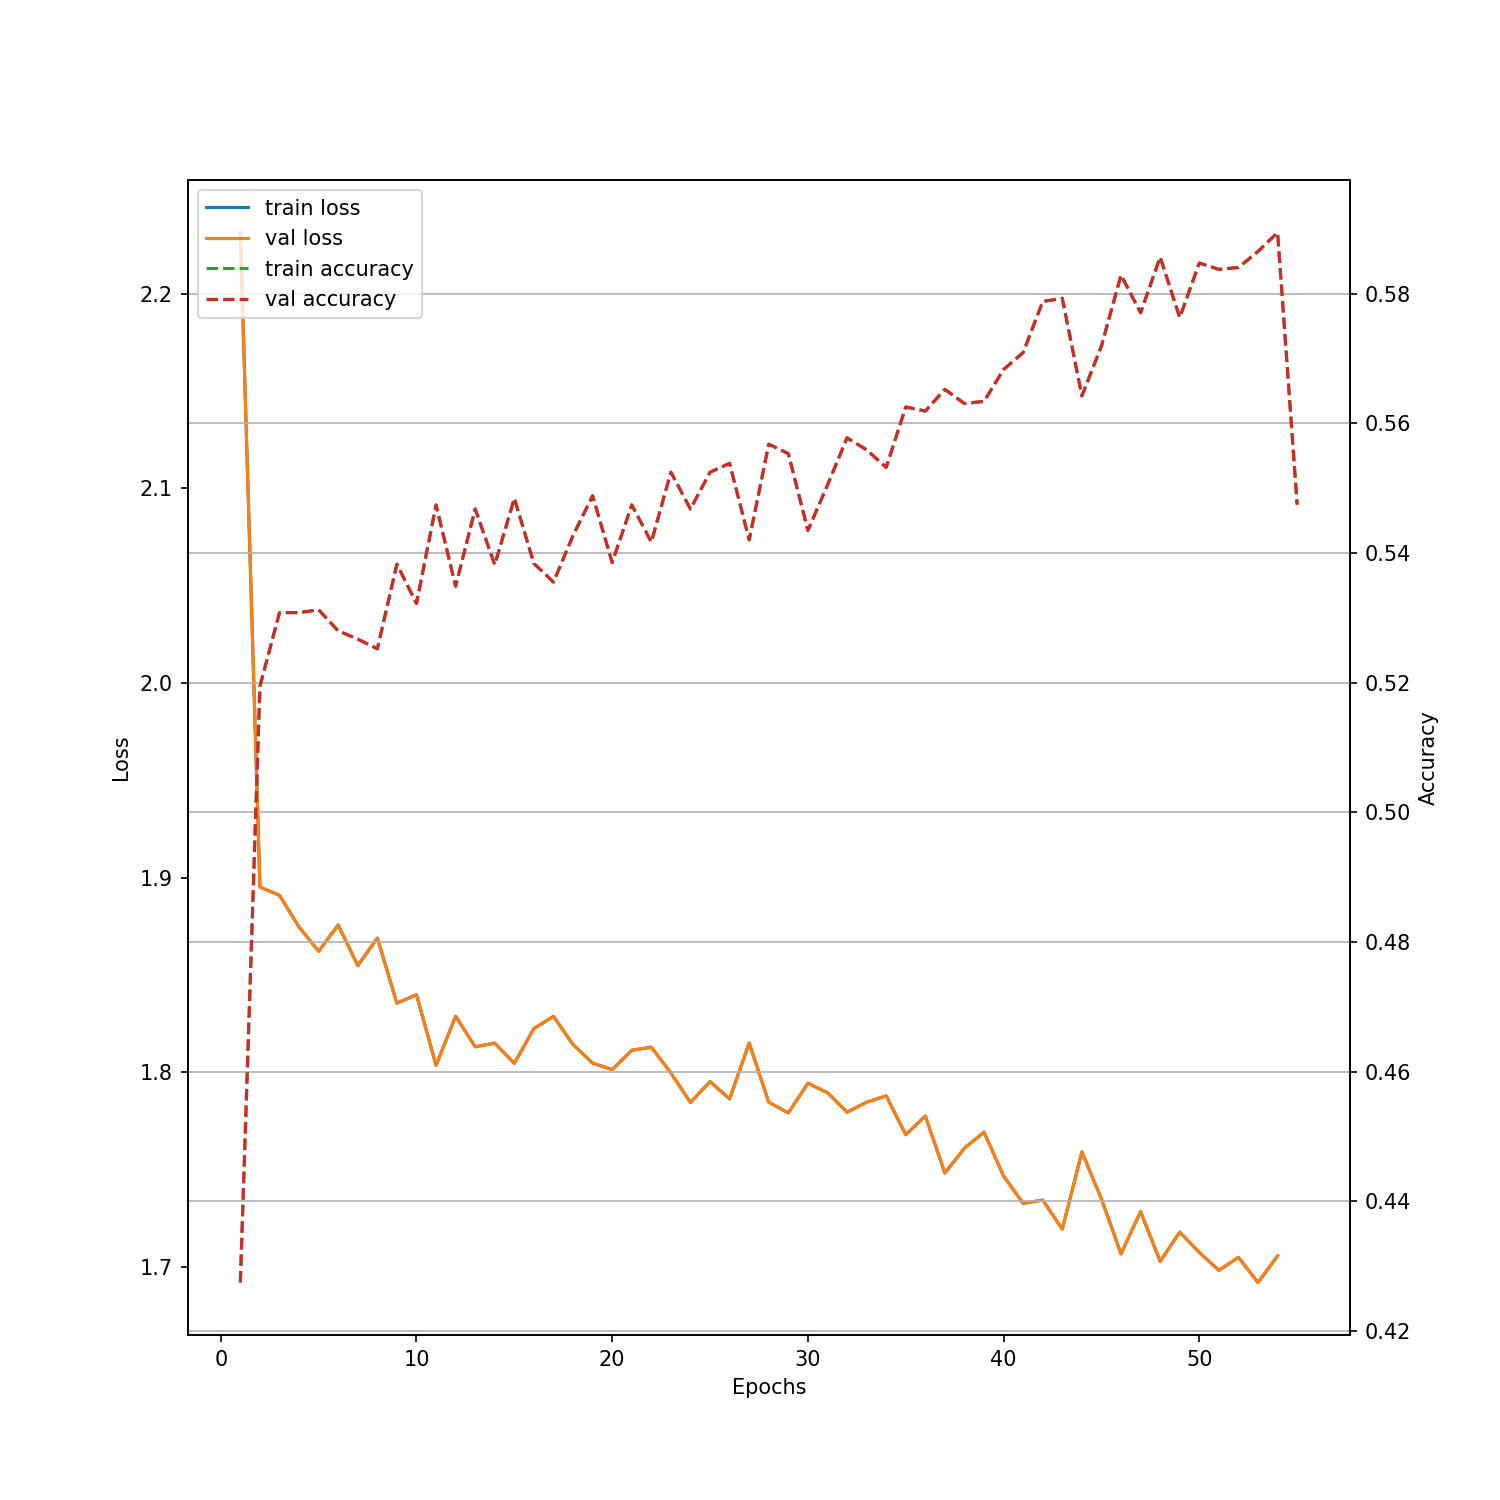 train loss
val loss
train accuracy
val accuracy
2.2
2.1
2.0
1.9
1.8
1.7
Loss
0.58
0.56
0.54
0.52
0.50
0.48
0.46
0.44
0.42
Accuracy
0 10 20 30 40 50
Epochs